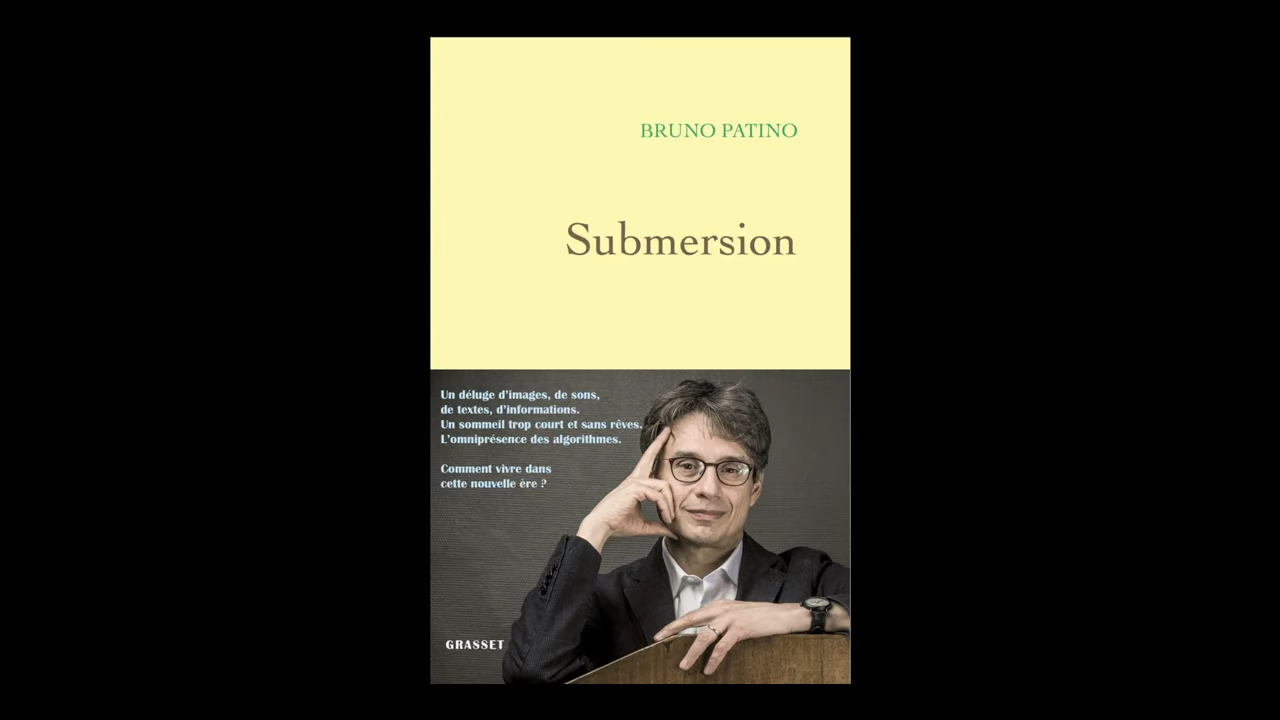 BRUNO PATINO
Submersion
Un déluge d'images, de sons,
de textes, d'informations.
Un sommeil trop court et sans rêves.
L'omniprésence des algorithmes.
Comment vivre dans
cette nouvelle ère ?
GRASSET